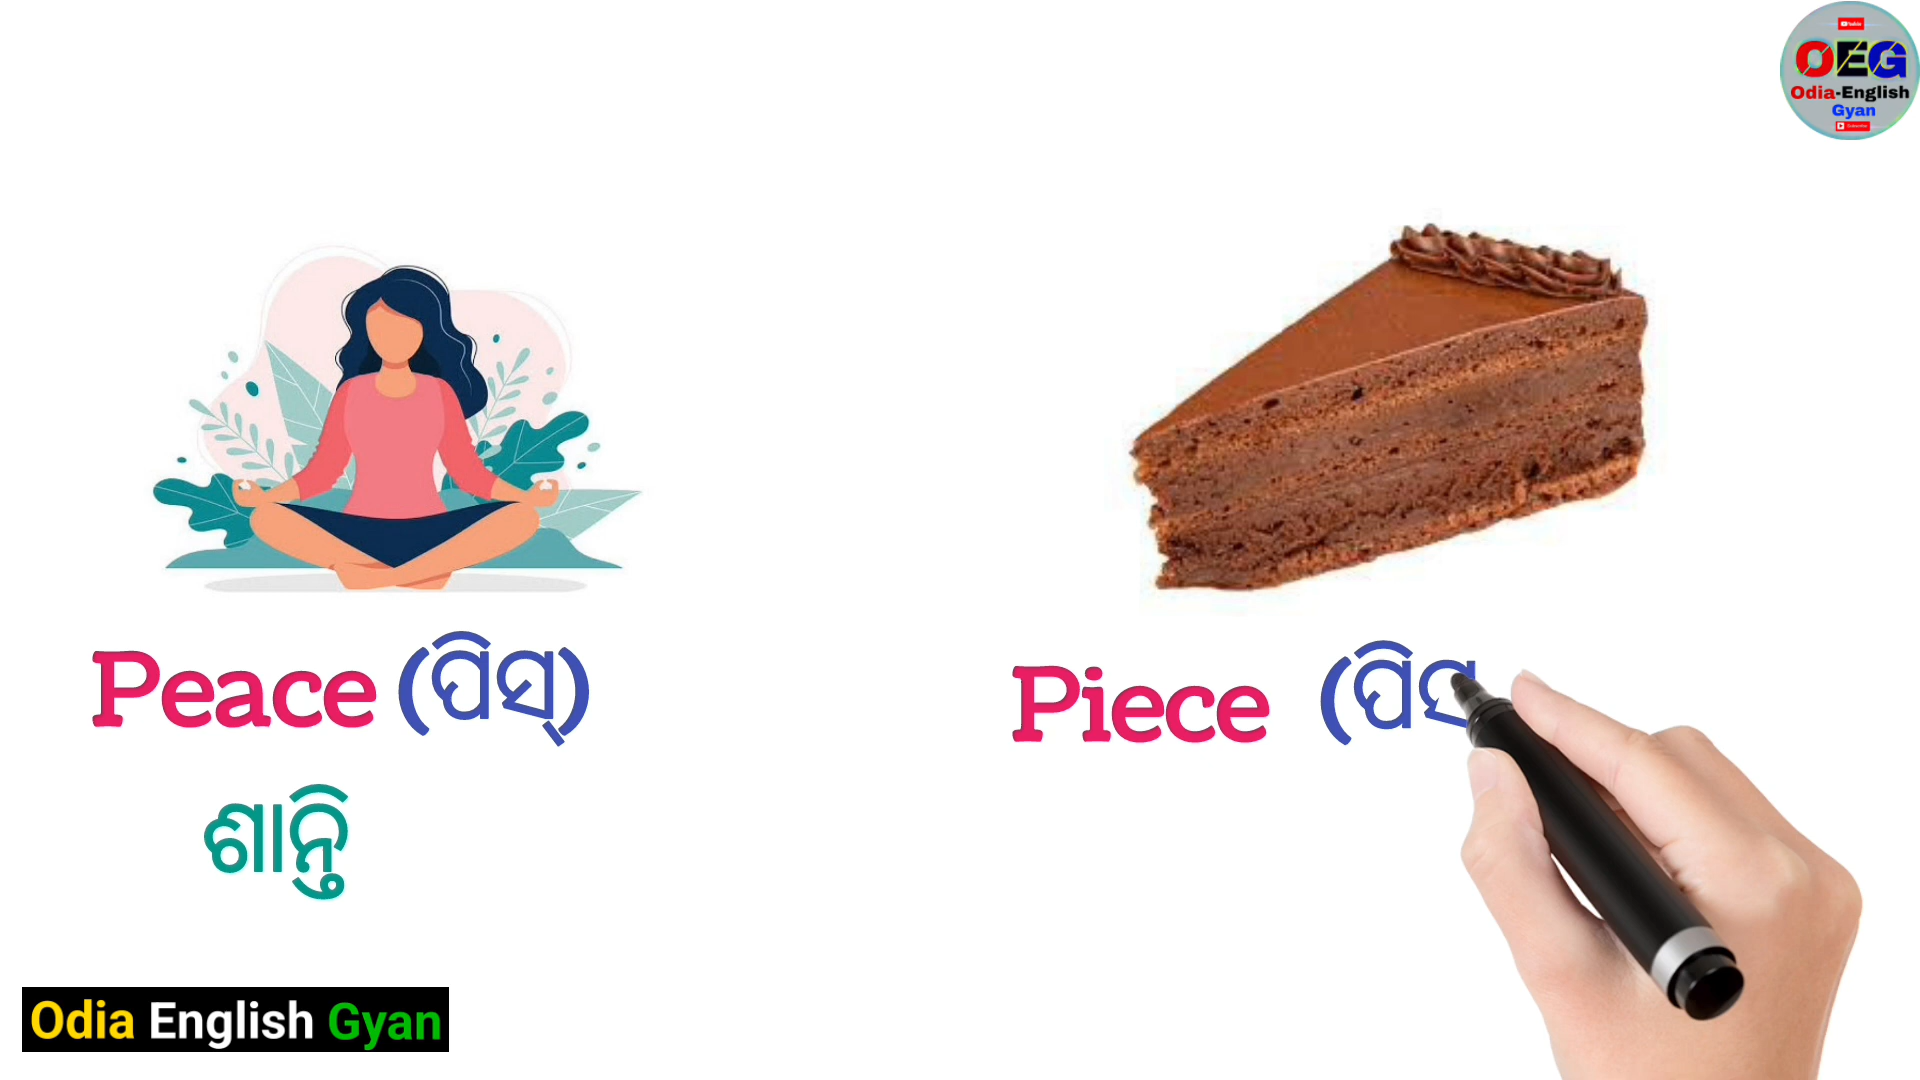 OEG
Odia-English
Gyan
Peace (ପିସ୍)
Piece (ପିସ
ଶାନ୍ତି
Odia English Gyan